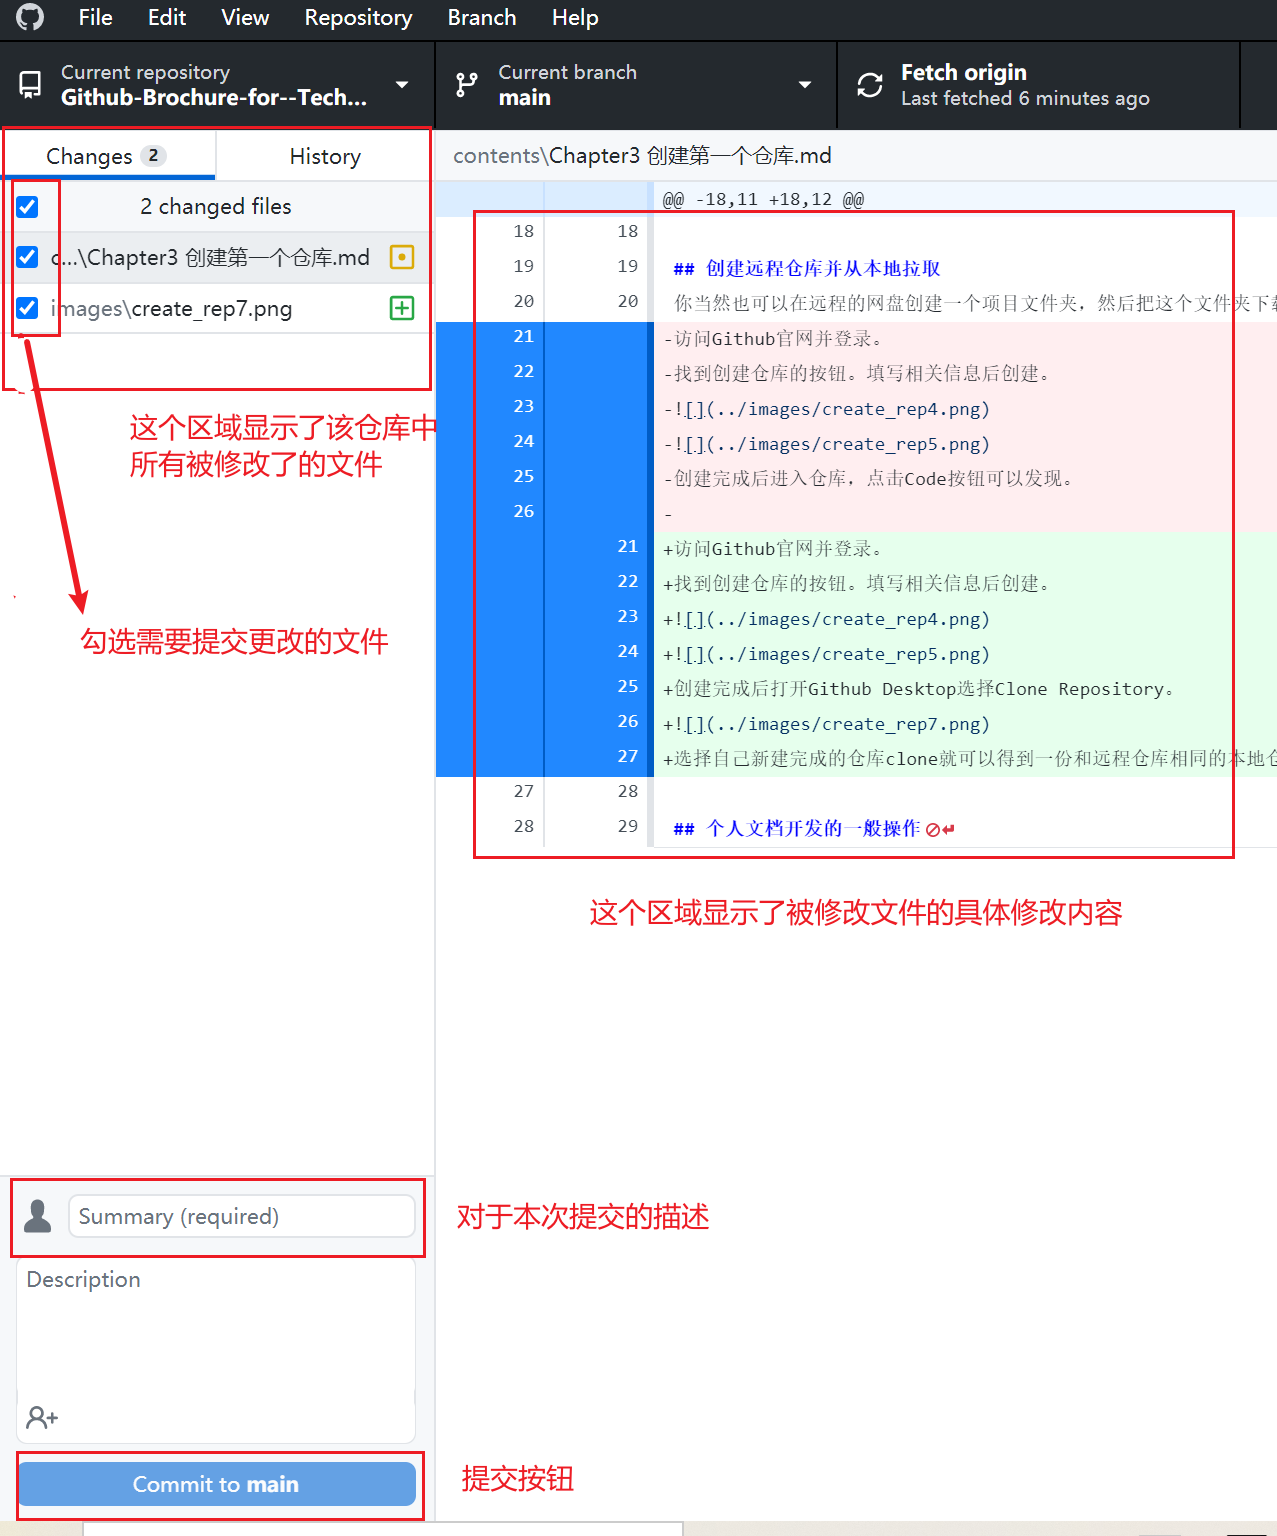 File Edit View Repository Branch Help
Current repository
Github-Brochure-for--Tech...
Current branch
main
Fetch origin
Last fetched 6 minutes ago
Changes 2
History
2 changed files
c...\Chapter3 创建第一个仓库.md
images\create_rep7.png
这个区域显示了该仓库中
所有被修改了的文件
勾选需要提交更改的文件
contents\Chapter3 创建第一个仓库.md
@@ -18,11 +18,12 @@
18 18
19 19 ## 创建远程仓库并从本地拉取
20 20 你当然也可以在远程的网盘创建一个项目文件夹，然后把这个文件夹下载
21 -访问Github官网并登录。
22 -找到创建仓库的按钮。填写相关信息后创建。
23 -![](../images/create_rep4.png)
24 -![](../images/create_rep5.png)
25 -创建完成后进入仓库，点击Code按钮可以发现。
26 -
21 +访问Github官网并登录。
22 +找到创建仓库的按钮。填写相关信息后创建。
23 +![](../images/create_rep4.png)
24 +![](../images/create_rep5.png)
25 +创建完成后打开Github Desktop选择Clone Repository。
26 +![](../images/create_rep7.png)
27 +选择自己新建完成的仓库clone就可以得到一份和远程仓库相同的本地仓
27 28
28 29 ## 个人文档开发的一般操作
这个区域显示了被修改文件的具体修改内容
Summary (required)
对于本次提交的描述
Description
Commit to main
提交按钮